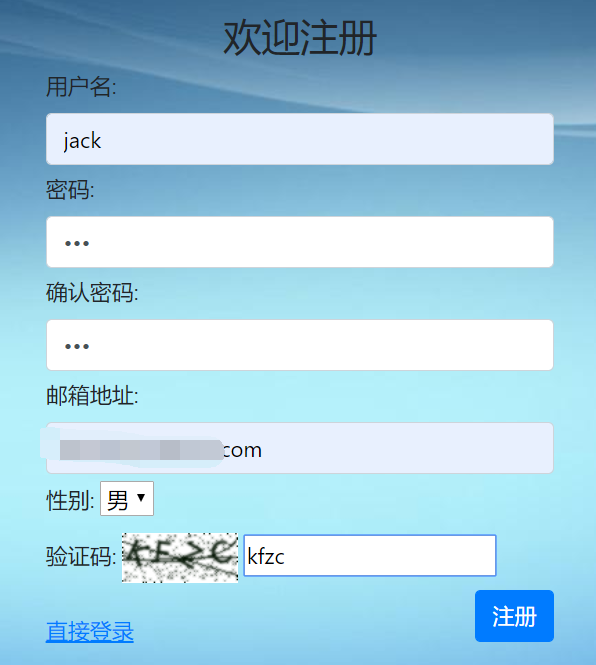 欢迎注册
用户名:
jack
密码:
•••
确认密码:
•••
邮箱地址:
com
性别: 男
验证码: KFZC kfzc
直接登录 注册